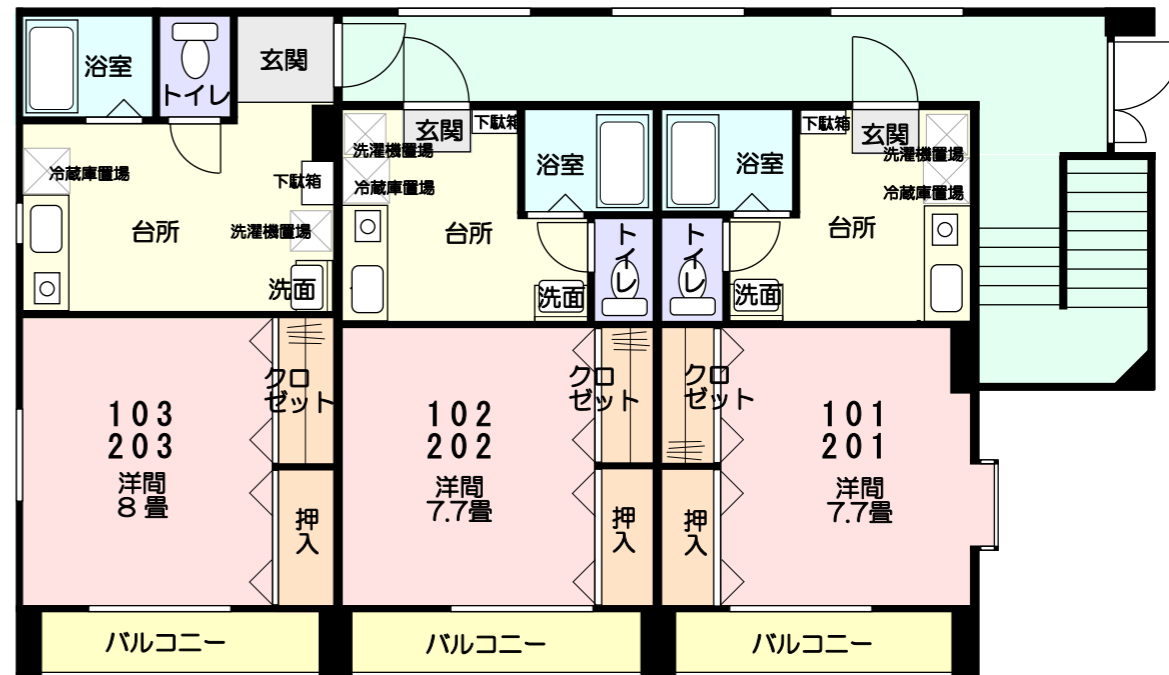 浴室
トイレ
玄関
冷蔵庫置場
下駄箱
台所
洗濯機置場
洗面
玄関
下駄箱
洗濯機置場
冷蔵庫置場
浴室
台所
トイレ
洗面
浴室
下駄箱
玄関
洗濯機置場
冷蔵庫置場
台所
トイレ
洗面
クロ
ゼット
103
203
洋間
8畳
押
入
クロ
ゼット
102
202
洋間
7.7畳
押
入
クロ
ゼット
101
201
洋間
7.7畳
押
入
バルコニー
バルコニー
バルコニー